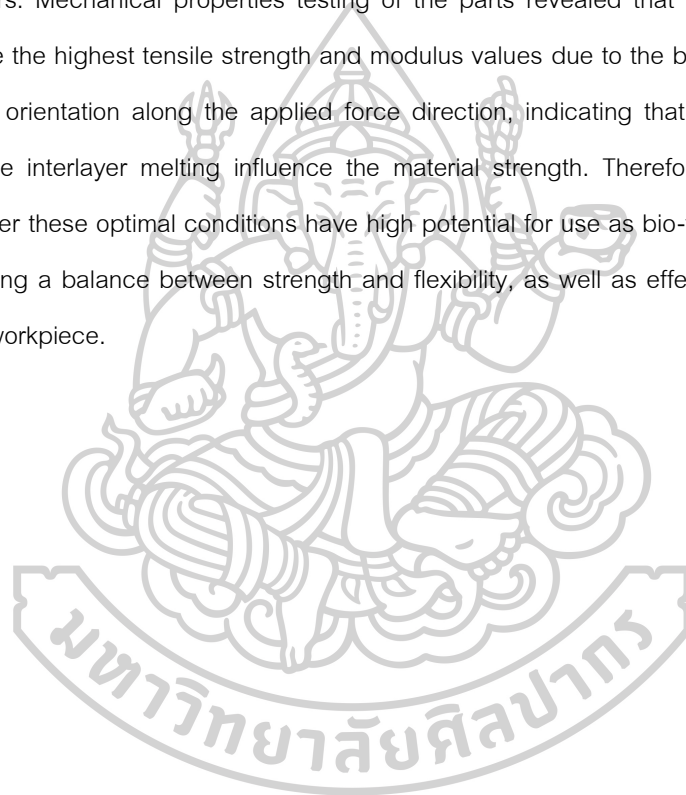 rs. Mechanical properties testing of the parts revealed that
e the highest tensile strength and modulus values due to the b
orientation along the applied force direction, indicating that
e interlayer melting influence the material strength. Therefo
er these optimal conditions have high potential for use as bio-
ing a balance between strength and flexibility, as well as effe
workpiece.
มหาวิทยาลัยศิลปากร